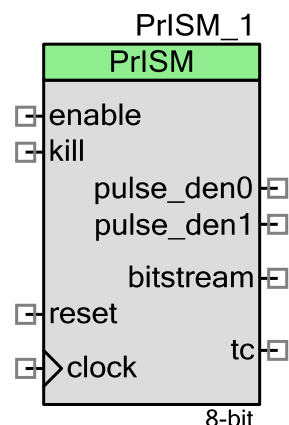 PrISM_1
PrISM
enable
kill
pulse_den0
pulse_den1
bitstream
reset
tc
clock
8-bit